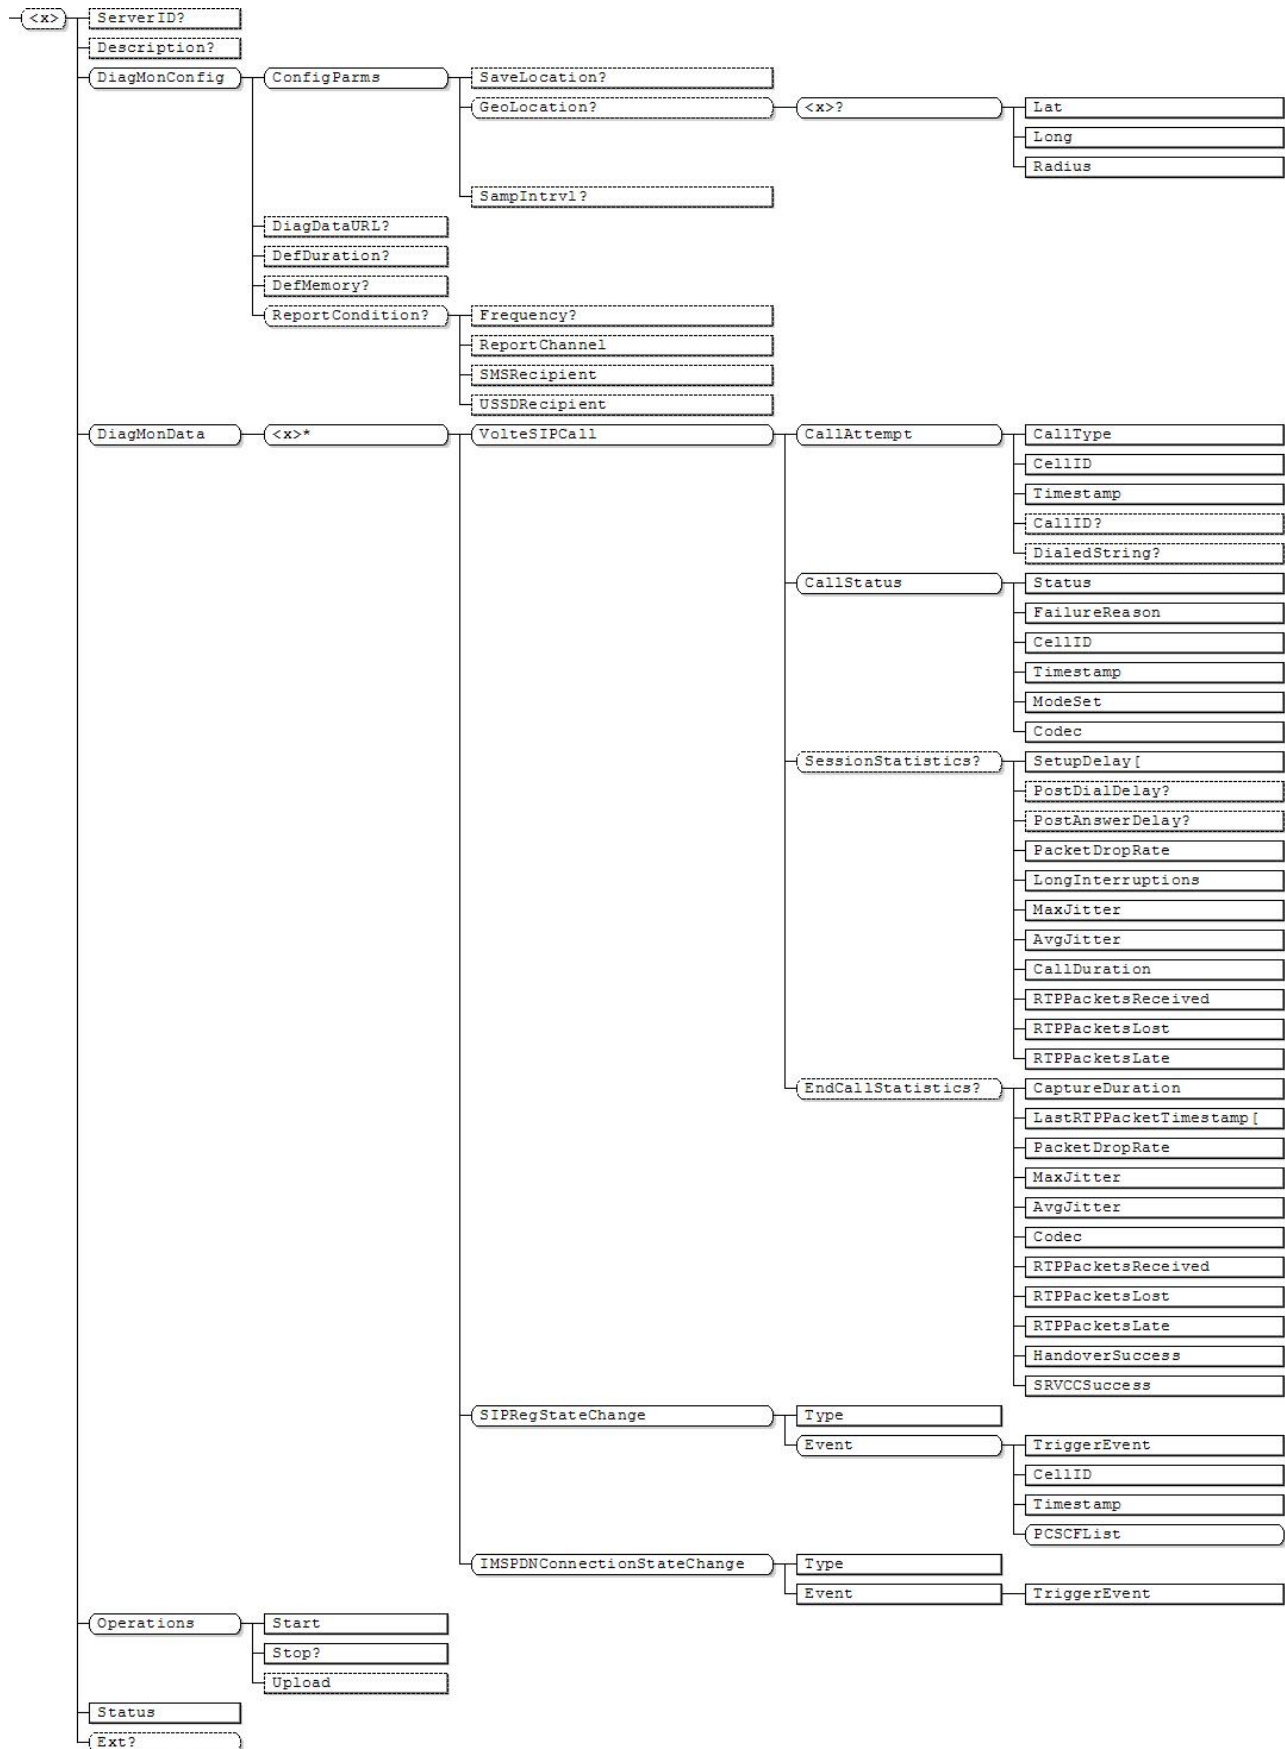 <x> ServerID?
Description?
DiagMonConfig ConfigParms SaveLocation?
GeoLocation? <x>? Lat
Long
Radius
SampIntrvl?
DiagDataURL?
DefDuration?
DefMemory?
ReportCondition? Frequency?
ReportChannel
SMSRecipient
USSDRecipient
DiagMonData <x>* VolteSIPCall CallAttempt CallType
CellID
Timestamp
CallID?
DialedString?
CallStatus Status
FailureReason
CellID
Timestamp
ModeSet
Codec
SessionStatistics? SetupDelay[
PostDialDelay?
PostAnswerDelay?
PacketDropRate
LongInterruptions
MaxJitter
AvgJitter
CallDuration
RTPPacketsReceived
RTPPacketsLost
RTPPacketsLate
EndCallStatistics? CaptureDuration
LastRTPPacketTimestamp[
PacketDropRate
MaxJitter
AvgJitter
Codec
RTPPacketsReceived
RTPPacketsLost
RTPPacketsLate
HandoverSuccess
SRVCCSuccess
SIPRegStateChange Type
Event TriggerEvent
CellID
Timestamp
PCSCFList
IMSPDNConnectionStateChange Type
Event TriggerEvent
Operations Start
Stop?
Upload
Status
Ext?